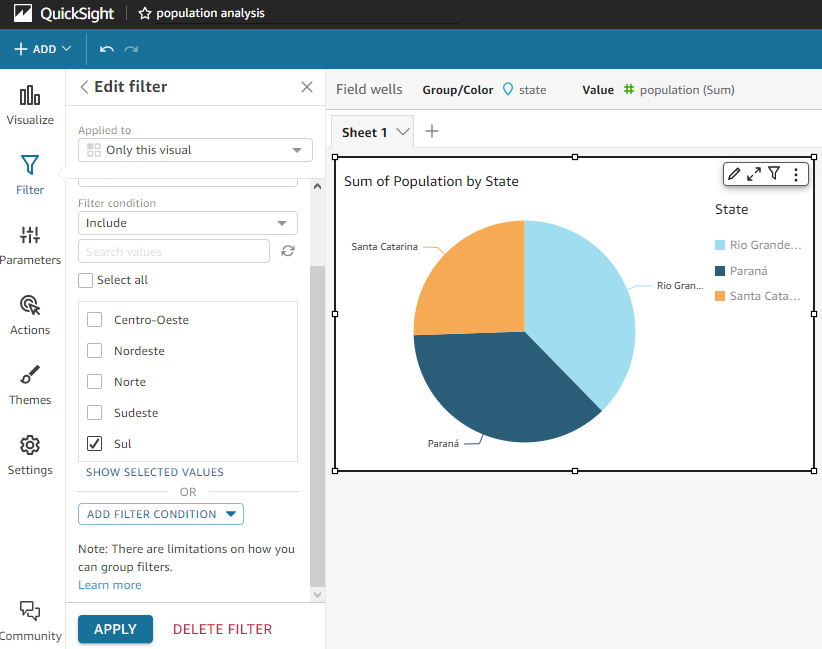 QuickSight population analysis
ADD
Visualize
Filter
Parameters
Actions
Themes
Settings
Community
Edit filter
Applied to
Only this visual
Filter condition
Include
Search values
Select all
Centro-Oeste
Nordeste
Norte
Sudeste
Sul
SHOW SELECTED VALUES
OR
ADD FILTER CONDITION
Note: There are limitations on how you
can group filters.
Learn more
APPLY DELETE FILTER
Field wells Group/Color state Value population (Sum)
Sheet 1
Sum of Population by State
Santa Catarina
Rio Gran...
Paraná
State
Rio Grande...
Paraná
Santa Cata...